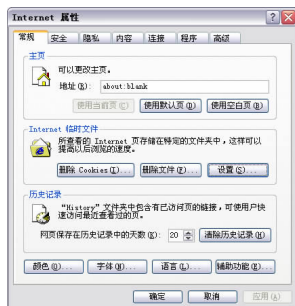 Internet 属性
常规 安全 隐私 内容 连接 程序 高级
主页
可以更改主页。
地址(R): about:blank
使用当前页(C) 使用默认页(D) 使用空白页(B)
Internet 临时文件
所查看的 Internet 页存储在特定的文件夹中，这样可以
提高以后浏览的速度。
删除 Cookies(I)... 删除文件(F)... 设置(S)...
历史记录
“History”文件夹中包含有已访问页的链接，可使用户快
速访问最近查看过的页。
网页保存在历史记录中的天数(K): 20 清除历史记录(H)
颜色(O)... 字体(N)... 语言(L)... 辅助功能(E)...
确定 取消 应用(A)